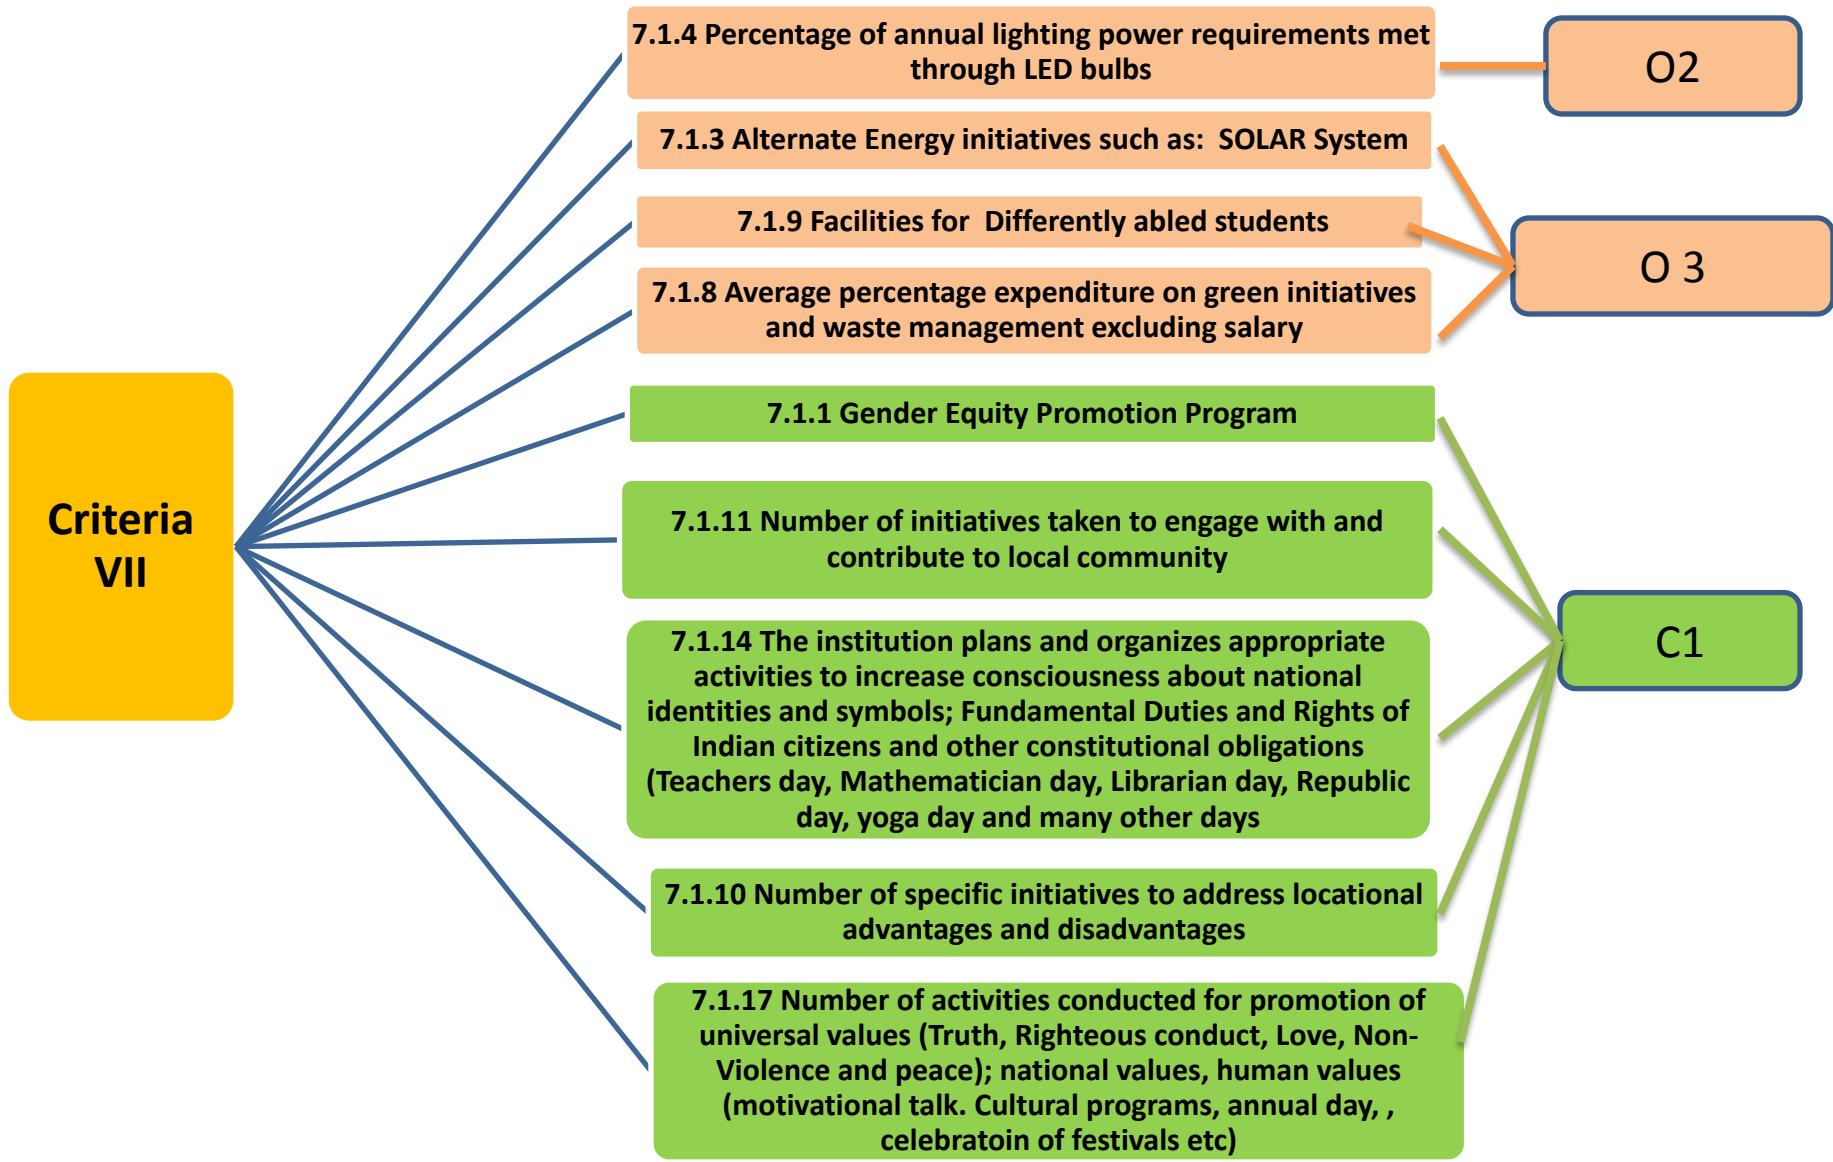 7.1.4 Percentage of annual lighting power requirements met
through LED bulbs
O2
7.1.3 Alternate Energy initiatives such as:  SOLAR System
7.1.9 Facilities for  Differently abled students
O 3
7.1.8 Average percentage expenditure on green initiatives
and waste management excluding salary
Criteria
VII
7.1.1 Gender Equity Promotion Program
7.1.11 Number of initiatives taken to engage with and
contribute to local community
7.1.14 The institution plans and organizes appropriate
activities to increase consciousness about national
identities and symbols; Fundamental Duties and Rights of
Indian citizens and other constitutional obligations
(Teachers day, Mathematician day, Librarian day, Republic
day, yoga day and many other days
C1
7.1.10 Number of specific initiatives to address locational
advantages and disadvantages
7.1.17 Number of activities conducted for promotion of
universal values (Truth, Righteous conduct, Love, Non-
Violence and peace); national values, human values
(motivational talk. Cultural programs, annual day, ,
celebratoin of festivals etc)